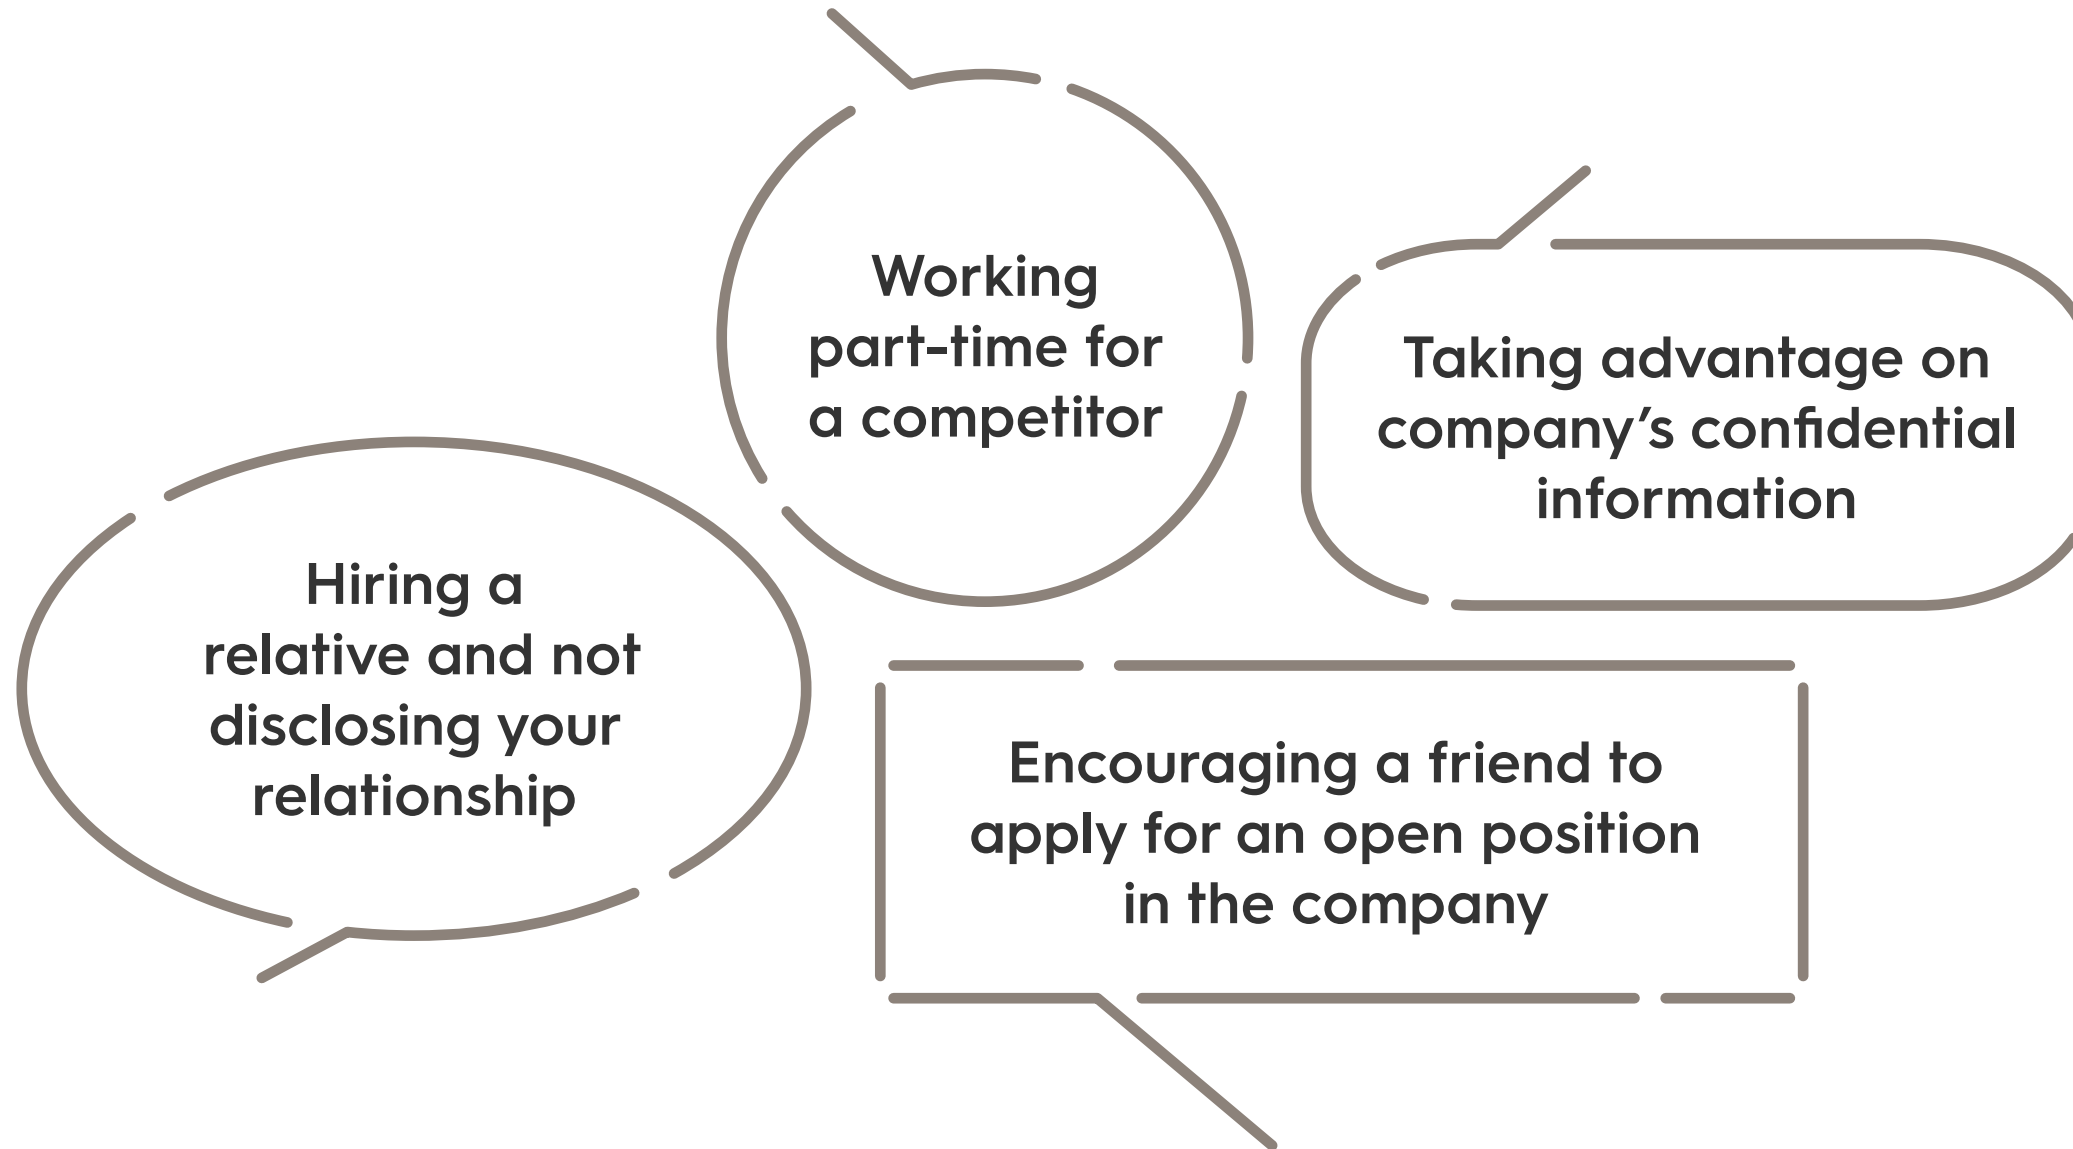 Working
part-time for
a competitor
Taking advantage on
company’s confidential
information
Hiring a
relative and not
disclosing your
relationship
Encouraging a friend to
apply for an open position
in the company